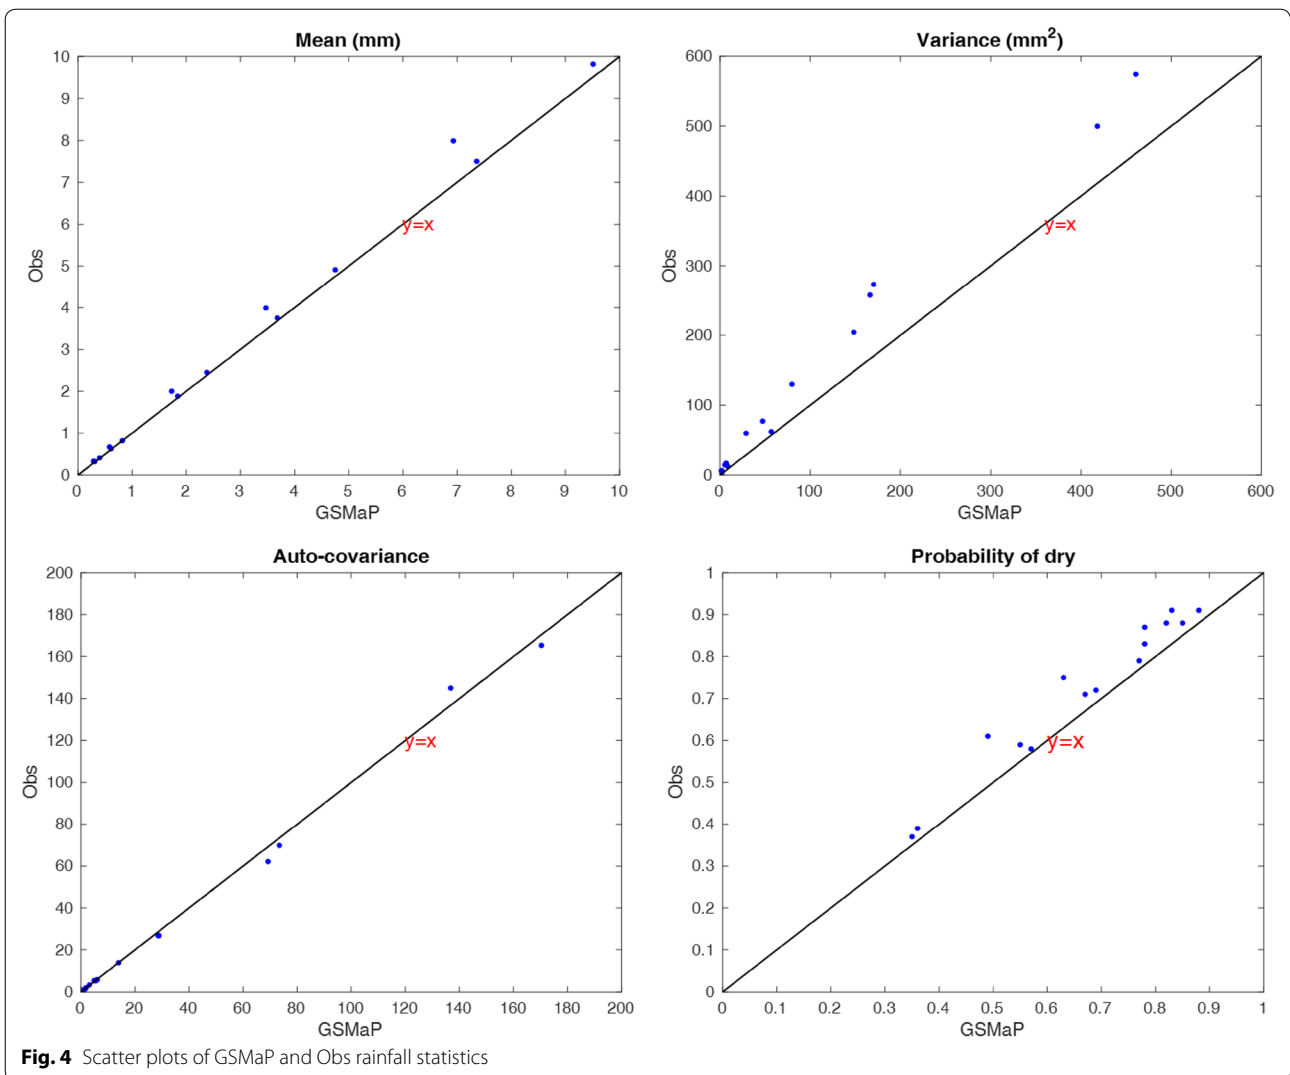 Mean (mm)
10
9
8
7
6
5
4
3
2
1
0
Obs
y=x
0 1 2 3 4 5 6 7 8 9 10
GSMaP
Variance (mm²)
600
500
400
300
200
100
0
Obs
y=x
0 100 200 300 400 500 600
GSMaP
Auto-covariance
200
180
160
140
120
100
80
60
40
20
0
Obs
y=x
0 20 40 60 80 100 120 140 160 180 200
GSMaP
Probability of dry
1
0.9
0.8
0.7
0.6
0.5
0.4
0.3
0.2
0.1
0
Obs
y=x
0 0.1 0.2 0.3 0.4 0.5 0.6 0.7 0.8 0.9 1
GSMaP
Fig. 4 Scatter plots of GSMaP and Obs rainfall statistics